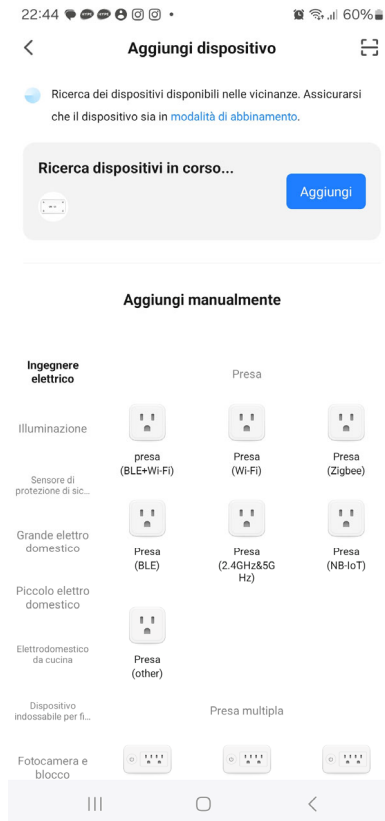 22:44
60%
Aggiungi dispositivo
Ricerca dei dispositivi disponibili nelle vicinanze. Assicurarsi
che il dispositivo sia in modalità di abbinamento.
Ricerca dispositivi in corso...
Aggiungi
Aggiungi manualmente
Ingegnere
elettrico
Illuminazione
Sensore di
protezione di sic...
Grande elettro
domestico
Piccolo elettro
domestico
Elettrodomestico
da cucina
Dispositivo
indossabile per fi...
Fotocamera e
blocco
Presa
presa
(BLE+Wi-Fi)
Presa
(Wi-Fi)
Presa
(Zigbee)
Presa
(BLE)
Presa
(2.4GHz&5G
Hz)
Presa
(NB-IoT)
Presa
(other)
Presa multipla